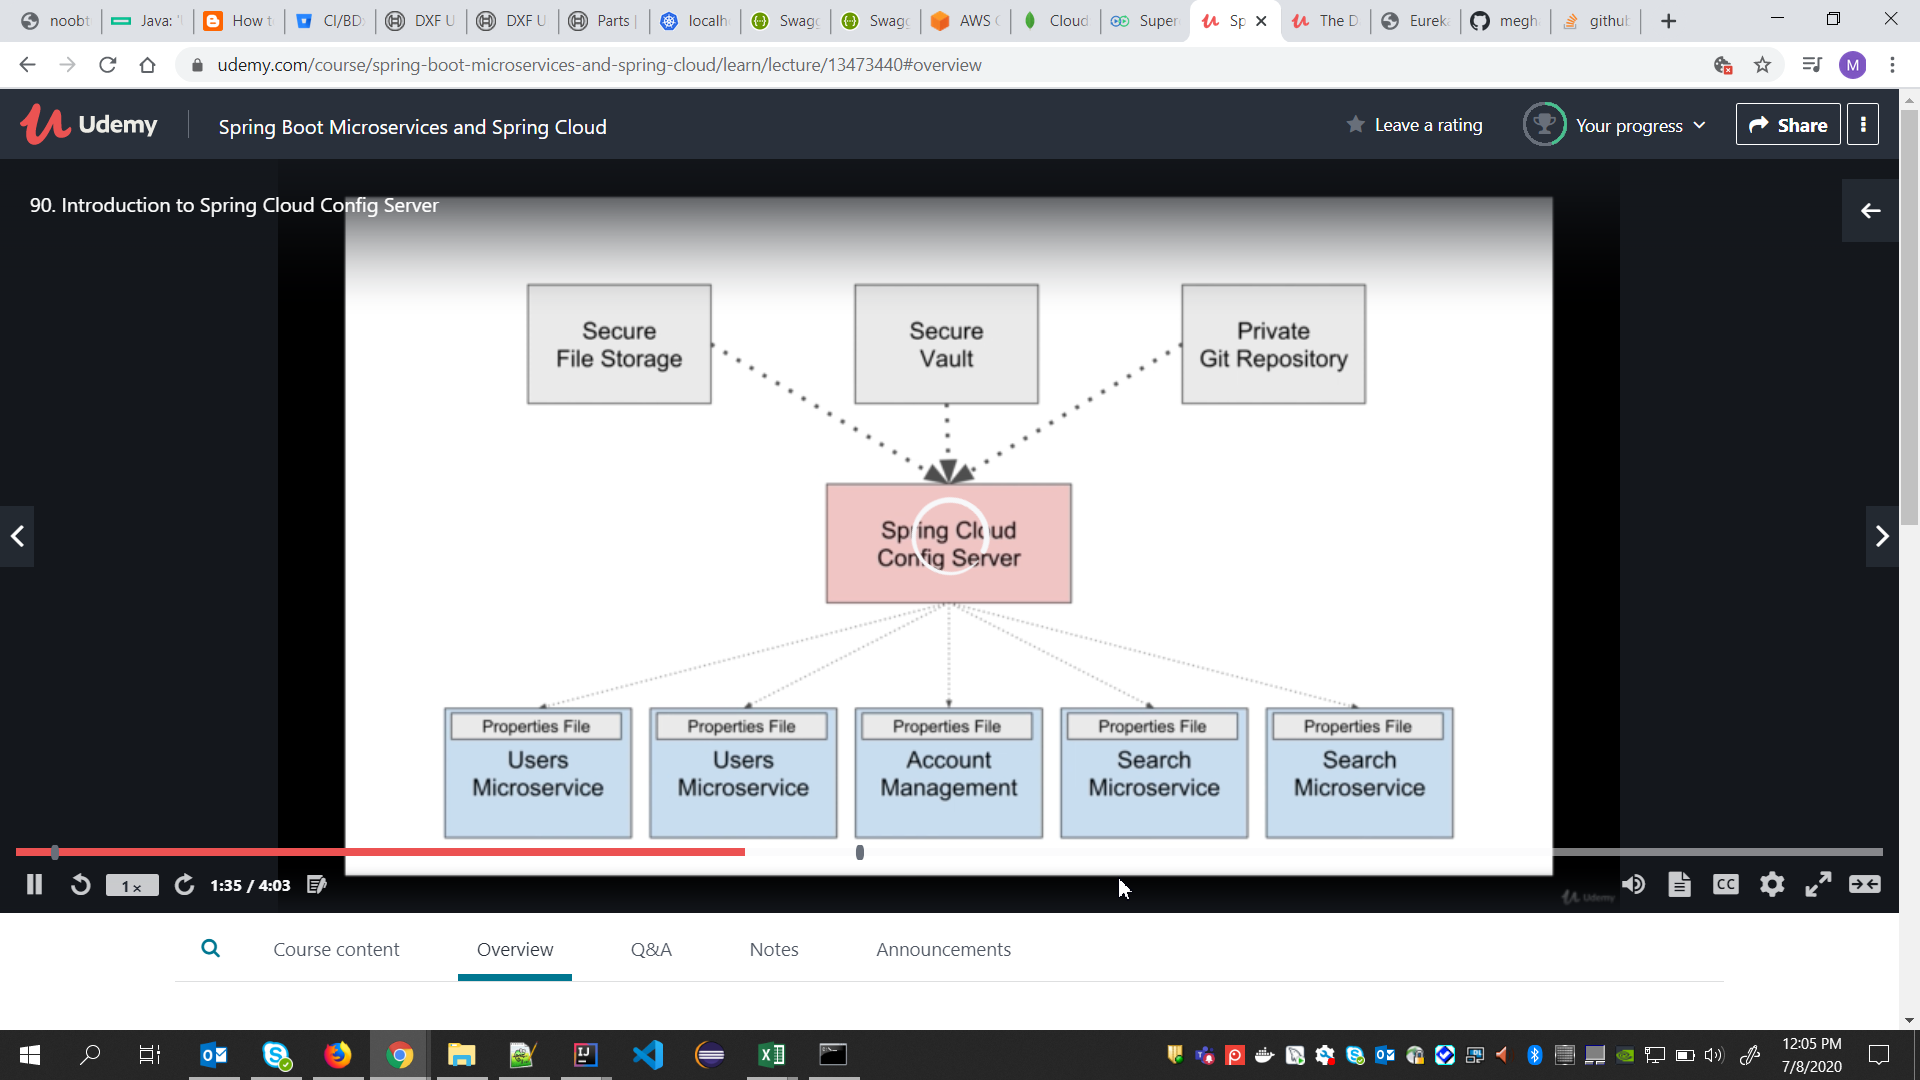 noobt
Java: '
How t
CI/BD
DXF U
DXF U
Parts |
localh
Swag
Swag
AWS
Cloud
Super
Sp
The D
Eurek
megh
github
udemy.com/course/spring-boot-microservices-and-spring-cloud/learn/lecture/13473440#overview
M
Udemy
Spring Boot Microservices and Spring Cloud
Leave a rating
Your progress
Share
90. Introduction to Spring Cloud Config Server
Secure
File Storage
Secure
Vault
Private
Git Repository
Spring Cloud
Config Server
Properties File
Users
Microservice
Properties File
Users
Microservice
Properties File
Account
Management
Properties File
Search
Microservice
Properties File
Search
Microservice
1x
1:35 / 4:03
Udemy
CC
Course content
Overview
Q&A
Notes
Announcements
12:05 PM
7/8/2020